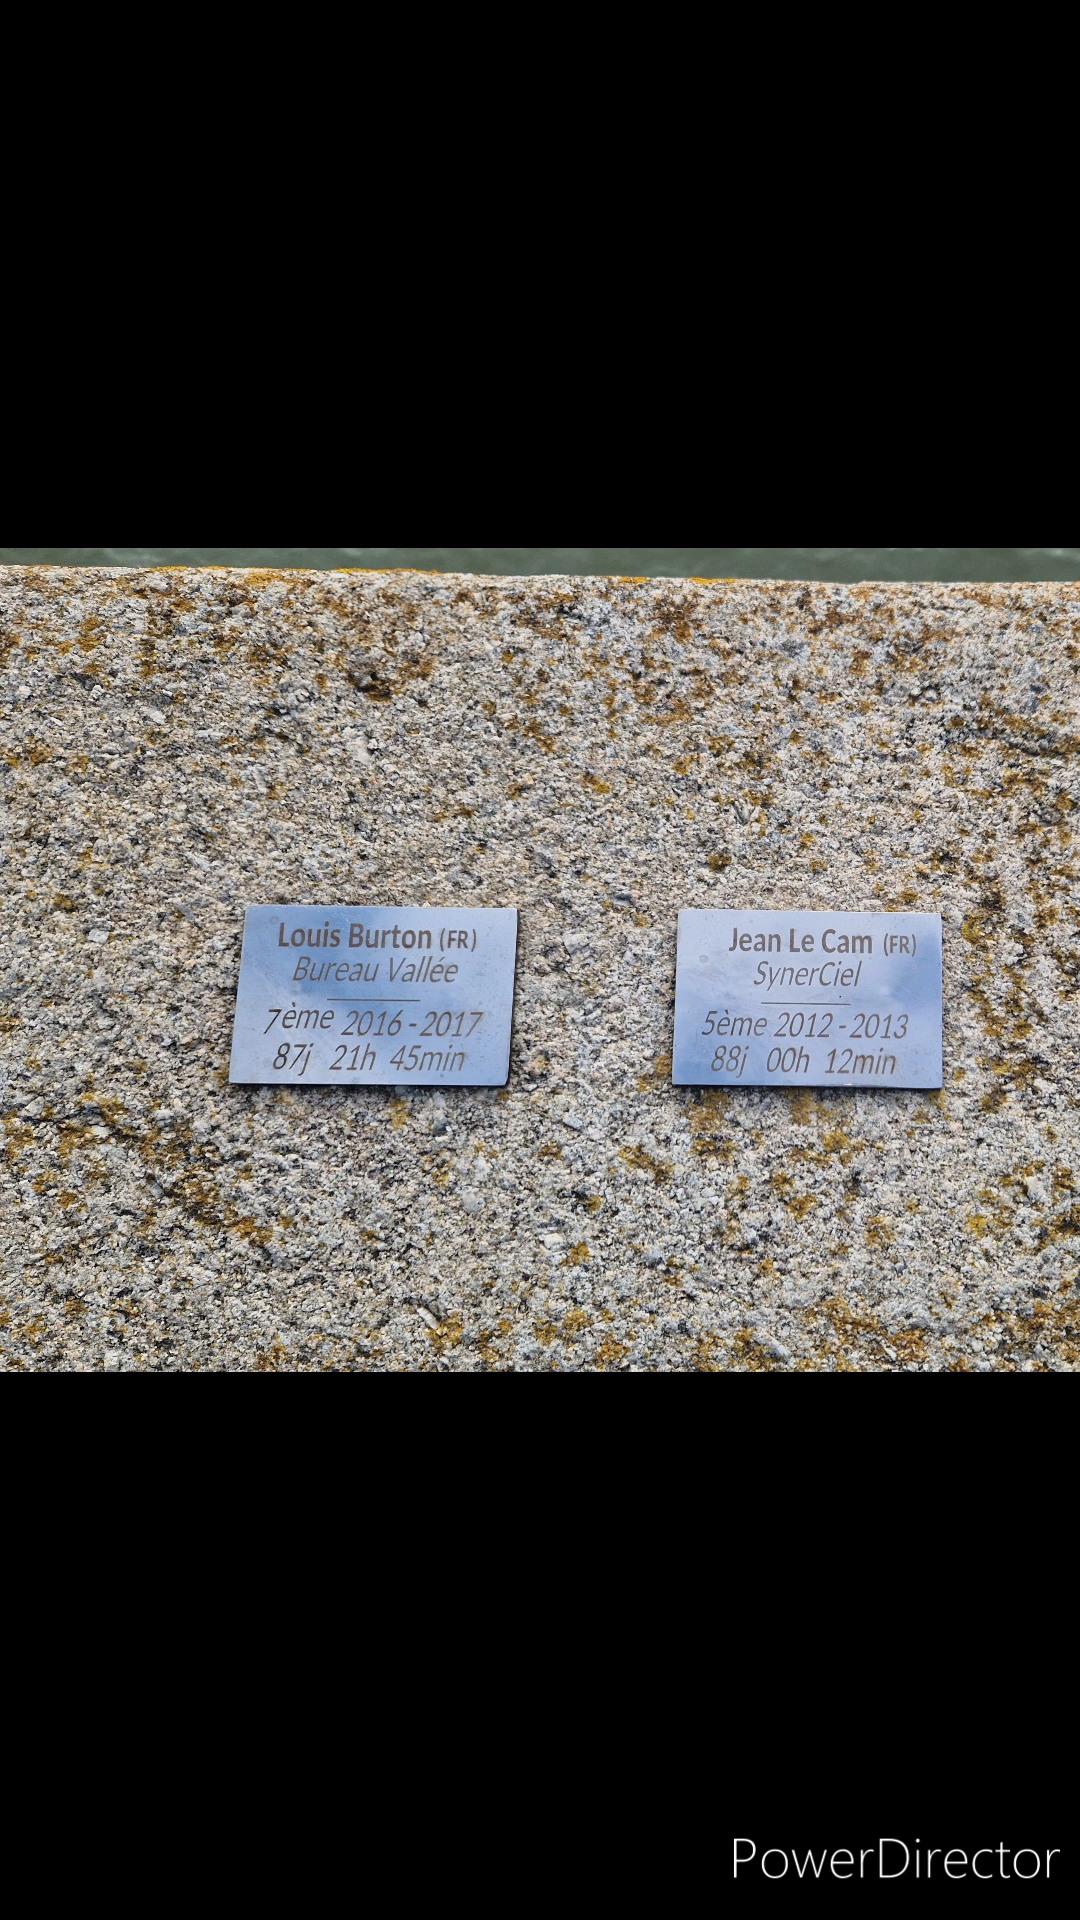 Louis Burton (FR)
Bureau Vallée
7ème 2016-2017
87j 21h 45min
Jean Le Cam (FR)
SynerCiel
5ème 2012-2013
88j 00h 12min
PowerDirector